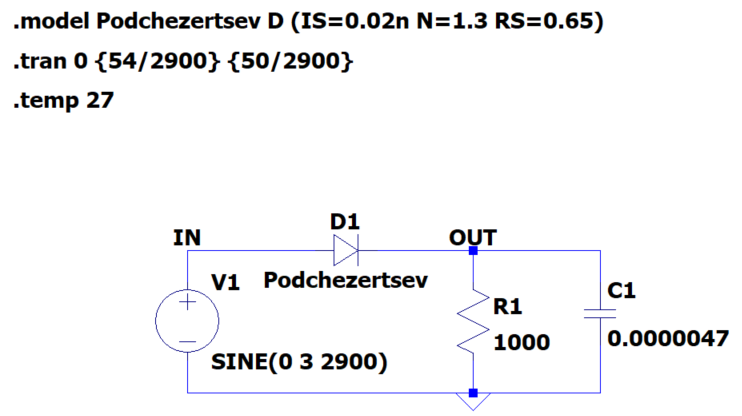 .model Podchezertsev D (IS=0.02n N=1.3 RS=0.65)
.tran 0 {54/2900} {50/2900}
.temp 27
D1
IN
OUT
V1
Podchezertsev
C1
R1
1000
0.0000047
SINE(0 3 2900)